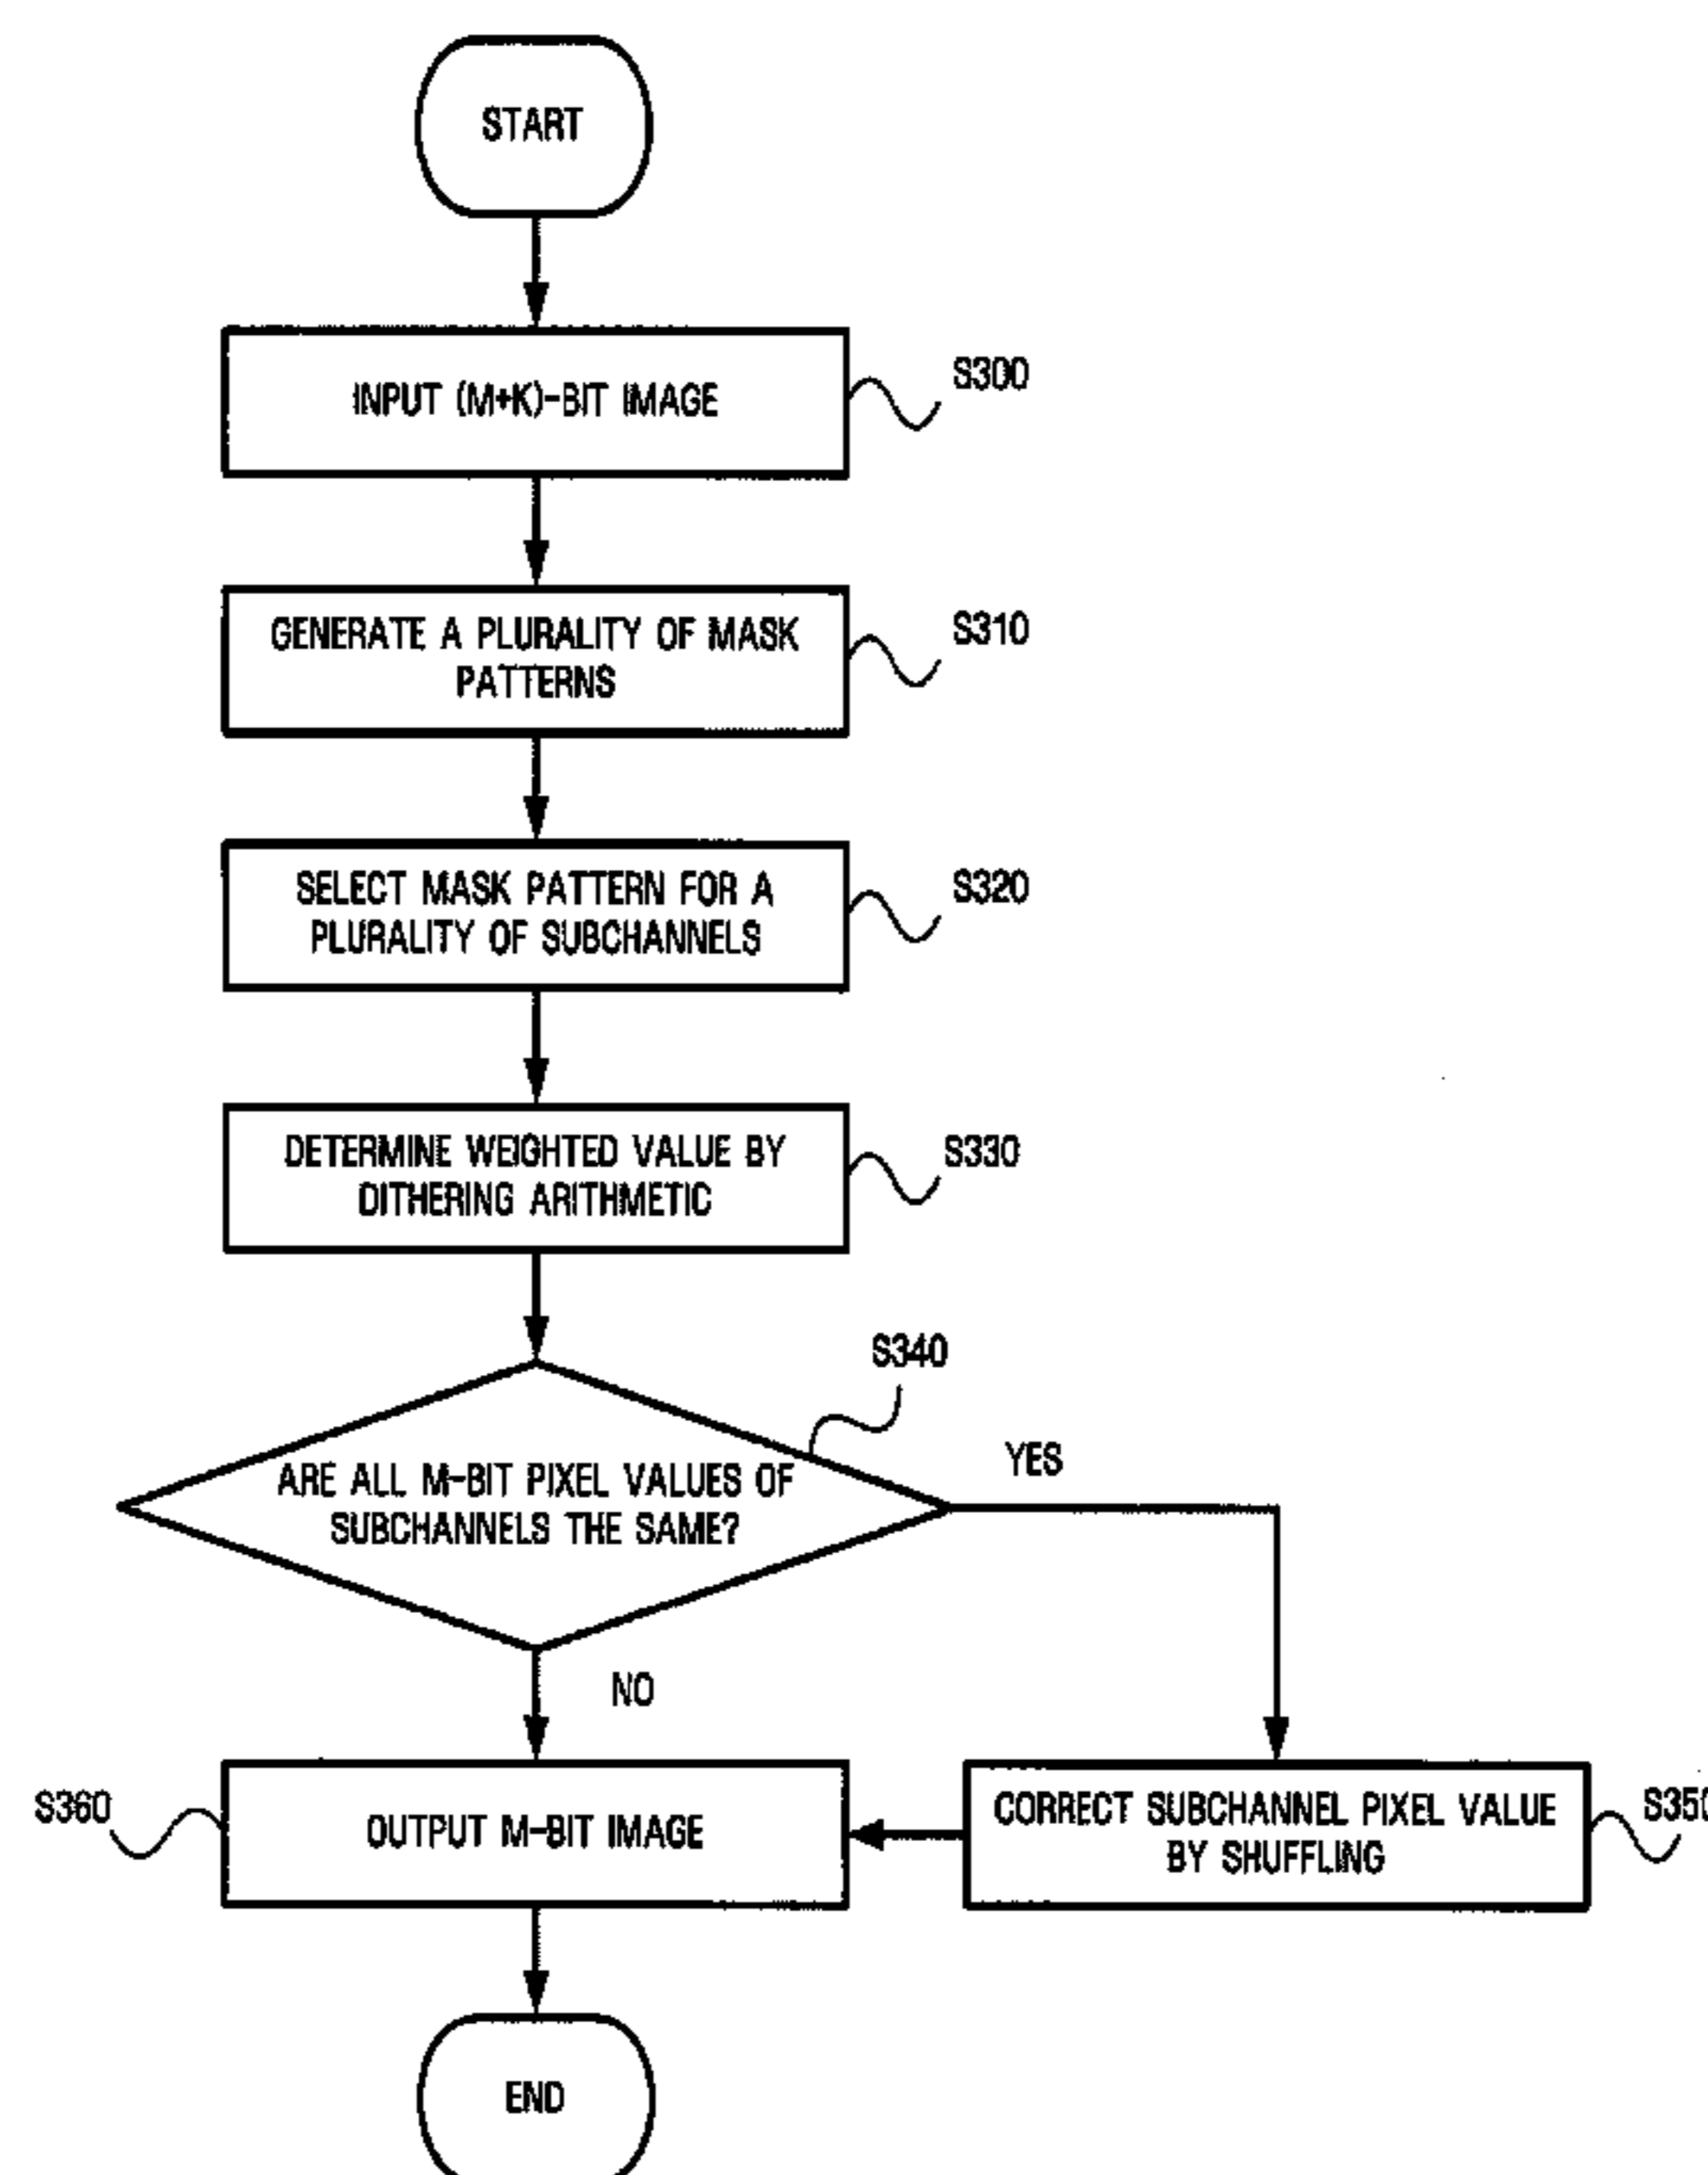 START
INPUT (M+K)-BIT IMAGE
S300
GENERATE A PLURALITY OF MASK
PATTERNS
S310
SELECT MASK PATTERN FOR A
PLURALITY OF SUBCHANNELS
S320
DETERMINE WEIGHTED VALUE BY
DITHERING ARITHMETIC
S330
S340
ARE ALL M-BIT PIXEL VALUES OF
SUBCHANNELS THE SAME?
YES
NO
S360
OUTPUT M-BIT IMAGE
CORRECT SUBCHANNEL PIXEL VALUE
BY SHUFFLING
S350
END